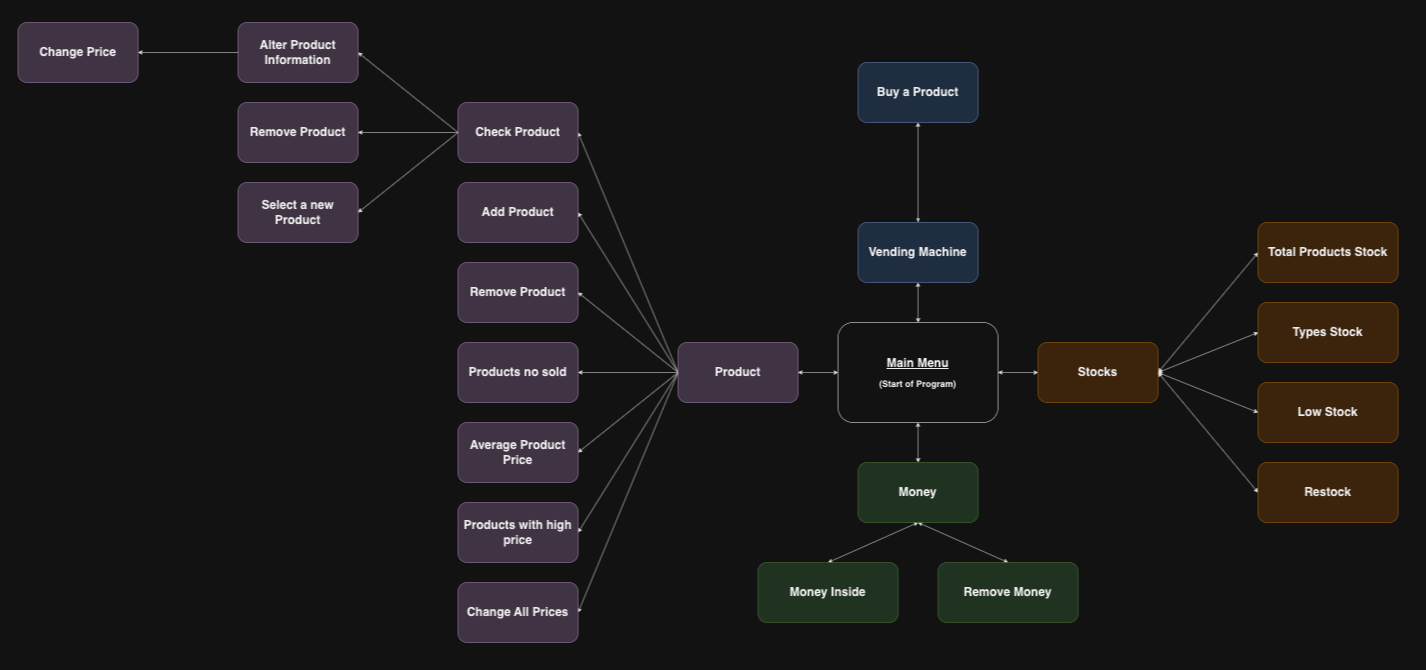 Change Price
Alter Product
Information
Remove Product
Select a new
Product
Check Product
Add Product
Remove Product
Products no sold
Average Product
Price
Products with high
price
Change All Prices
Product
Buy a Product
Vending Machine
Main Menu
(Start of Program)
Money
Money Inside
Remove Money
Stocks
Total Products Stock
Types Stock
Low Stock
Restock